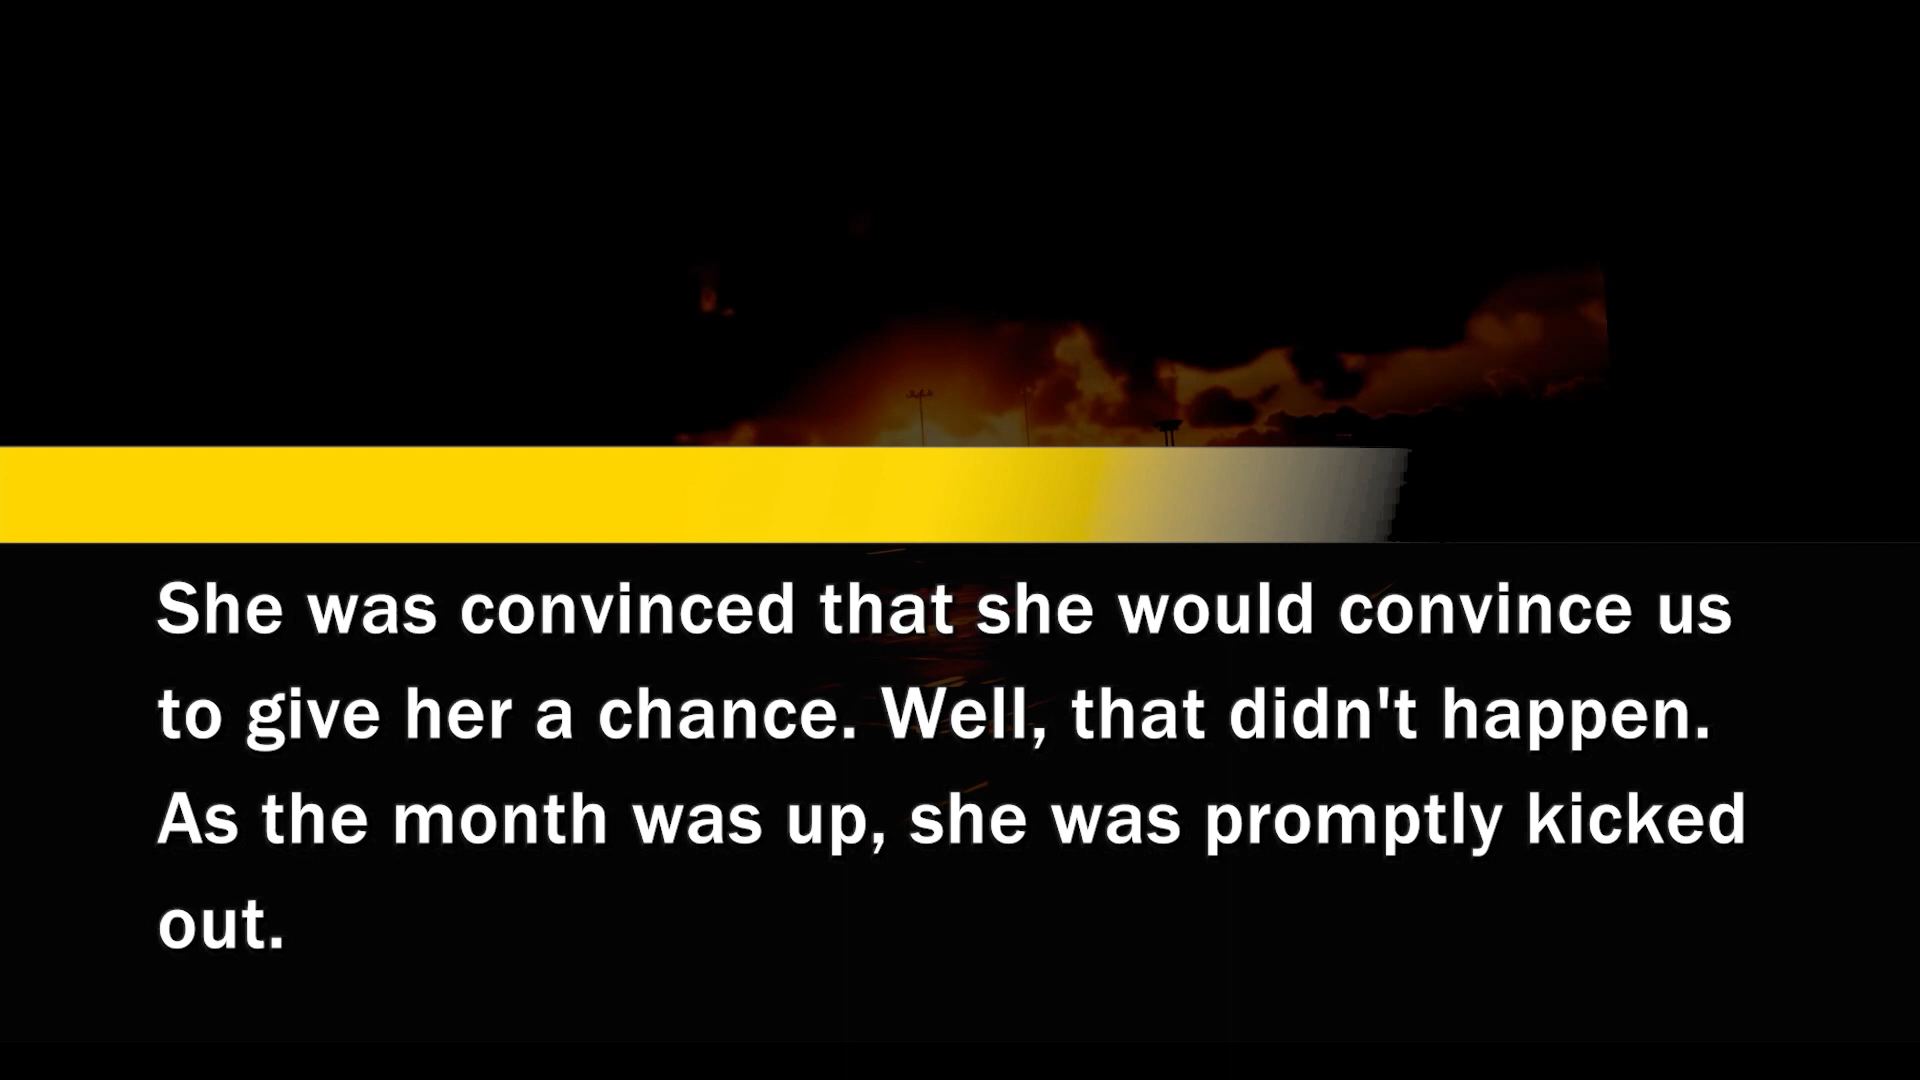 She was convinced that she would convince us
to give her a chance. Well, that didn't happen.
As the month was up, she was promptly kicked
out.